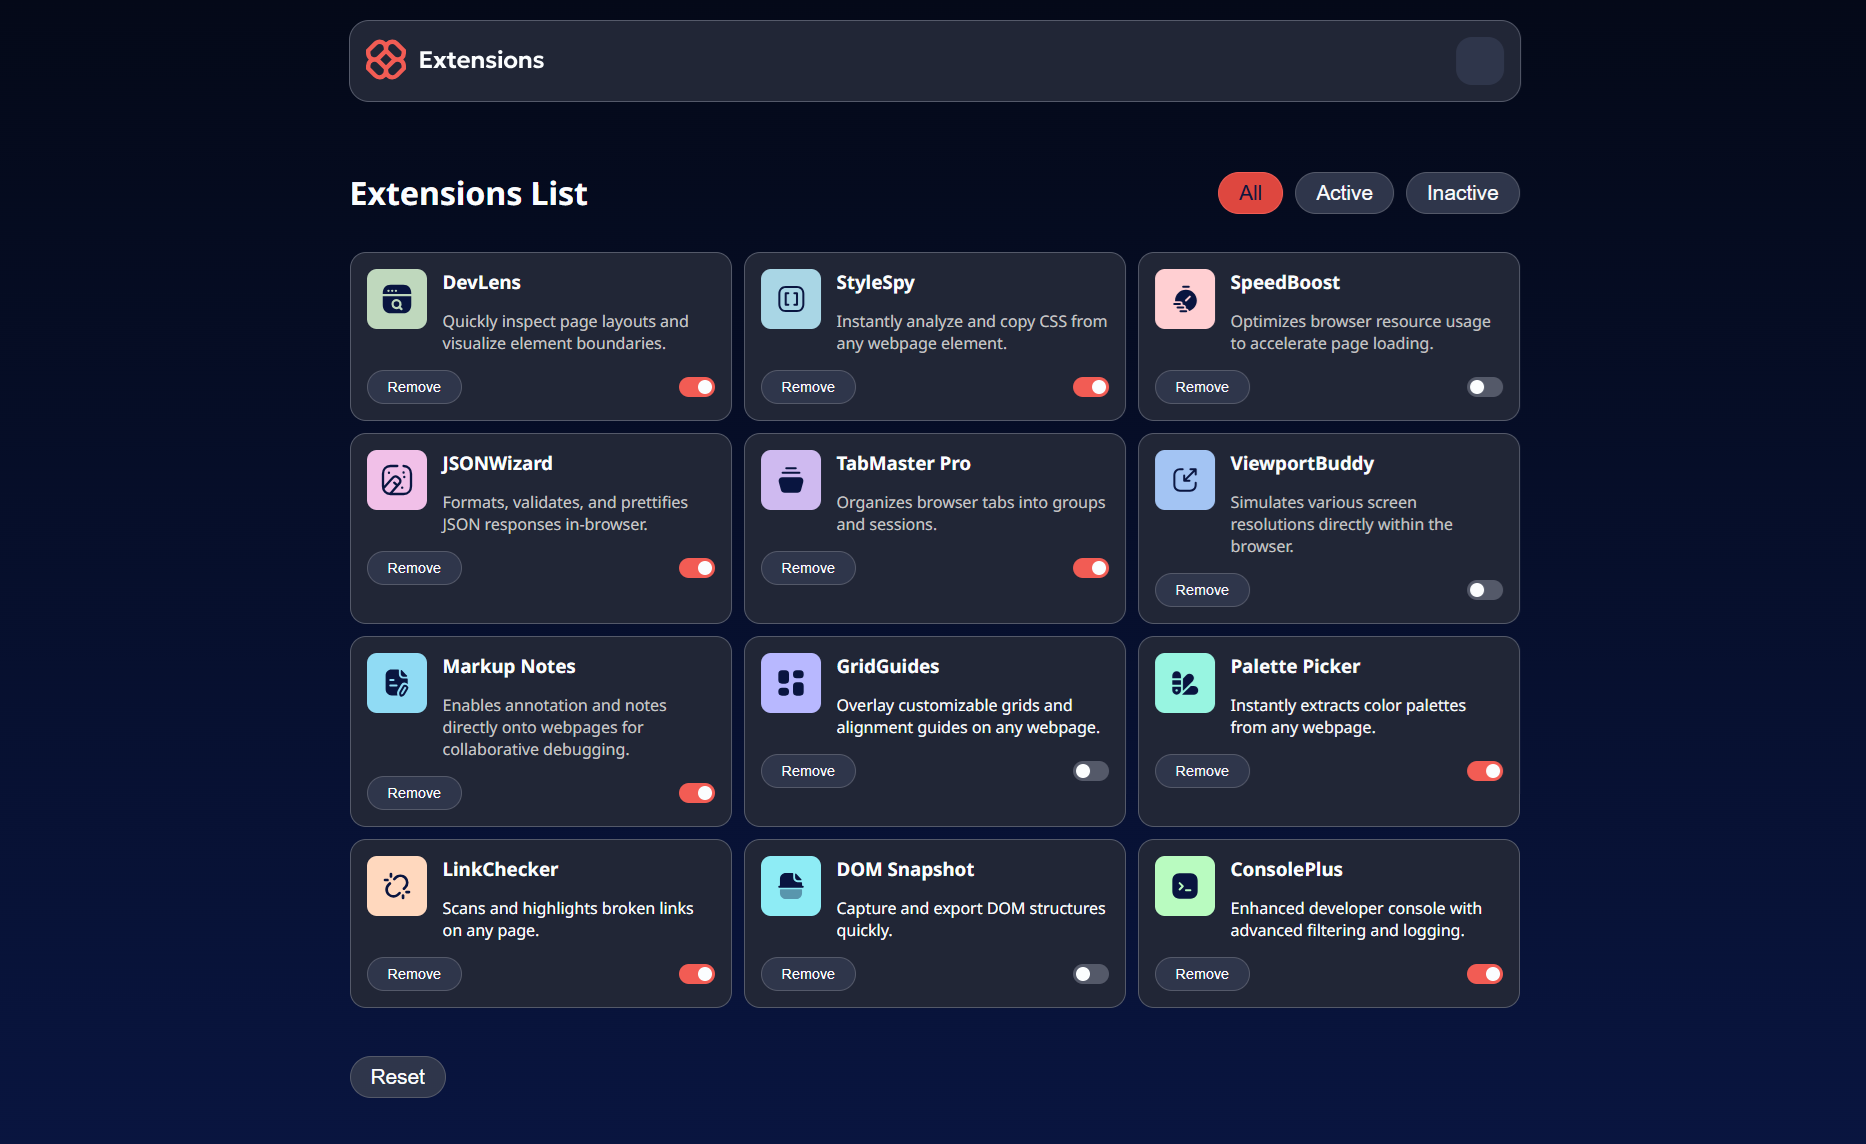 Extensions
Extensions List
All
Active
Inactive
DevLens
Quickly inspect page layouts and
visualize element boundaries.
Remove
StyleSpy
Instantly analyze and copy CSS from
any webpage element.
Remove
SpeedBoost
Optimizes browser resource usage
to accelerate page loading.
Remove
JSONWizard
Formats, validates, and prettifies
JSON responses in-browser.
Remove
TabMaster Pro
Organizes browser tabs into groups
and sessions.
Remove
ViewportBuddy
Simulates various screen
resolutions directly within the
browser.
Remove
Markup Notes
Enables annotation and notes
directly onto webpages for
collaborative debugging.
Remove
GridGuides
Overlay customizable grids and
alignment guides on any webpage.
Remove
Palette Picker
Instantly extracts color palettes
from any webpage.
Remove
LinkChecker
Scans and highlights broken links
on any page.
Remove
DOM Snapshot
Capture and export DOM structures
quickly.
Remove
ConsolePlus
Enhanced developer console with
advanced filtering and logging.
Remove
Reset